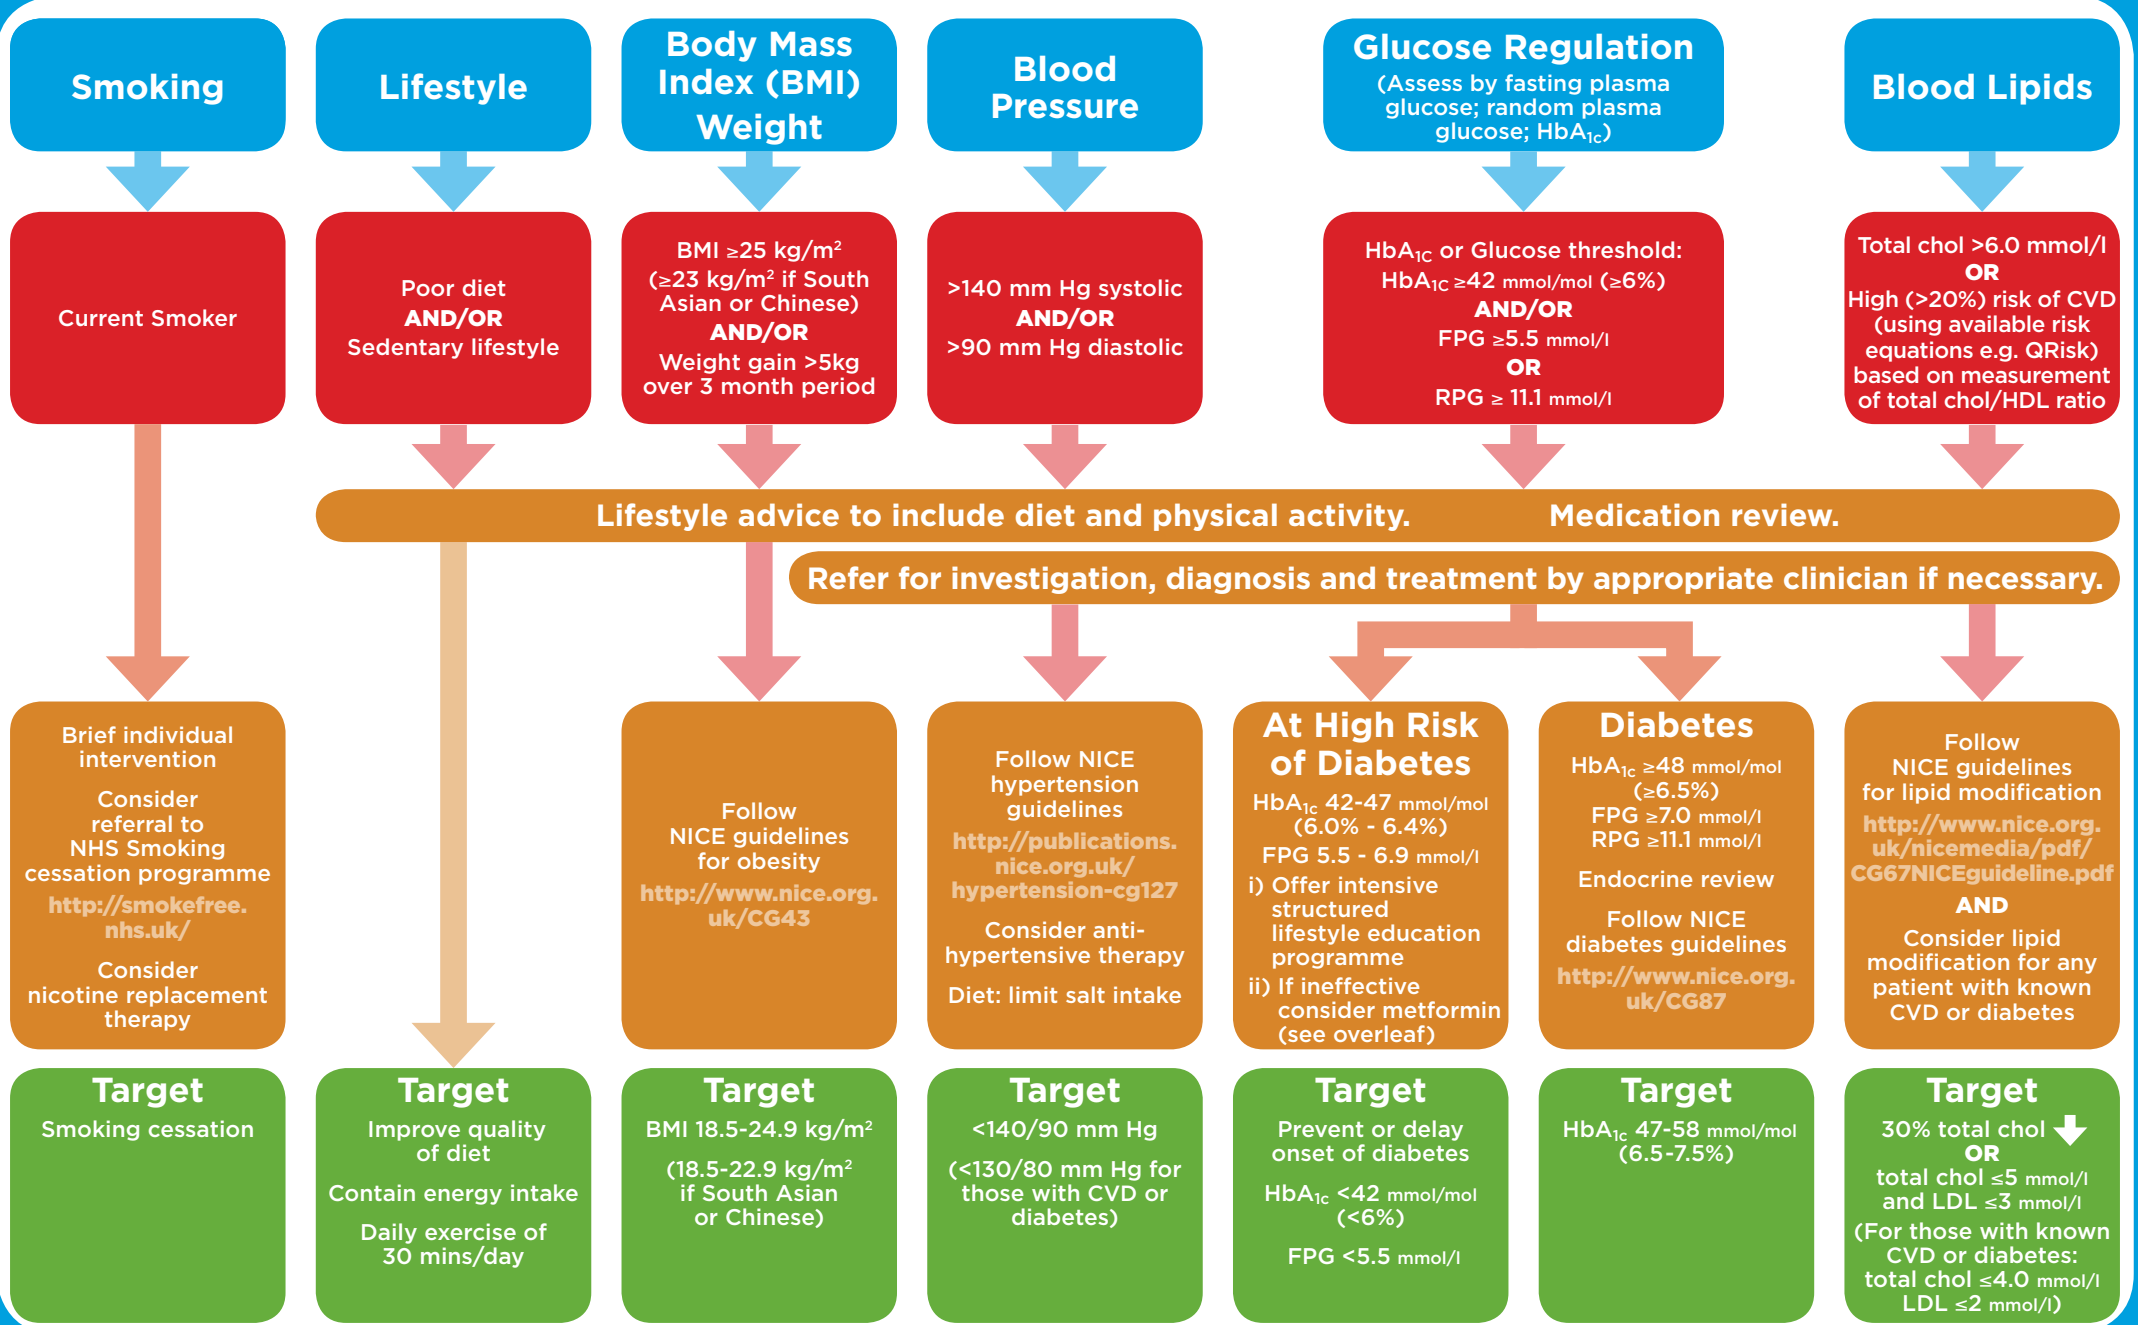 Smoking
Lifestyle
Body Mass
Index (BMI)
Weight
Blood
Pressure
Glucose Regulation
(Assess by fasting plasma
glucose; random plasma
glucose; HbA1c)
Blood Lipids
Current Smoker
Poor diet
AND/OR
Sedentary lifestyle
BMI ≥25 kg/m²
(≥23 kg/m² if South
Asian or Chinese)
AND/OR
Weight gain >5kg
over 3 month period
>140 mm Hg systolic
AND/OR
>90 mm Hg diastolic
HbA1C or Glucose threshold:
HbA1C ≥42 mmol/mol (≥6%)
AND/OR
FPG ≥5.5 mmol/l
OR
RPG ≥ 11.1 mmol/l
Total chol >6.0 mmol/l
OR
High (>20%) risk of CVD
(using available risk
equations e.g. QRisk)
based on measurement
of total chol/HDL ratio
Lifestyle advice to include diet and physical activity. Medication review.
Refer for investigation, diagnosis and treatment by appropriate clinician if necessary.
Brief individual
intervention
Consider
referral to
NHS Smoking
cessation programme
http://smokefree.
nhs.uk/
Consider
nicotine replacement
therapy
Follow
NICE guidelines
for obesity
http://www.nice.org.
uk/CG43
Follow NICE
hypertension
guidelines
http://publications.
nice.org.uk/
hypertension-cg127
Consider anti-
hypertensive therapy
Diet: limit salt intake
At High Risk
of Diabetes
HbA1c 42-47 mmol/mol
(6.0% - 6.4%)
FPG 5.5 - 6.9 mmol/l
i) Offer intensive
structured
lifestyle education
programme
ii) If ineffective
consider metformin
(see overleaf)
Diabetes
HbA1c ≥48 mmol/mol
(≥6.5%)
FPG ≥7.0 mmol/l
RPG ≥11.1 mmol/l
Endocrine review
Follow NICE
diabetes guidelines
http://www.nice.org.
uk/CG87
Follow
NICE guidelines
for lipid modification
http://www.nice.org.
uk/nicemedia/pdf/
CG67NICEguideline.pdf
AND
Consider lipid
modification for any
patient with known
CVD or diabetes
Target
Smoking cessation
Target
Improve quality
of diet
Contain energy intake
Daily exercise of
30 mins/day
Target
BMI 18.5-24.9 kg/m²
(18.5-22.9 kg/m²
if South Asian
or Chinese)
Target
<140/90 mm Hg
(<130/80 mm Hg for
those with CVD or
diabetes)
Target
Prevent or delay
onset of diabetes
HbA1c <42 mmol/mol
(<6%)
FPG <5.5 mmol/l
Target
HbA1c 47-58 mmol/mol
(6.5-7.5%)
Target
30% total chol
OR
total chol ≤5 mmol/l
and LDL ≤3 mmol/l
(For those with known
CVD or diabetes:
total chol ≤4.0 mmol/l
LDL ≤2 mmol/l)